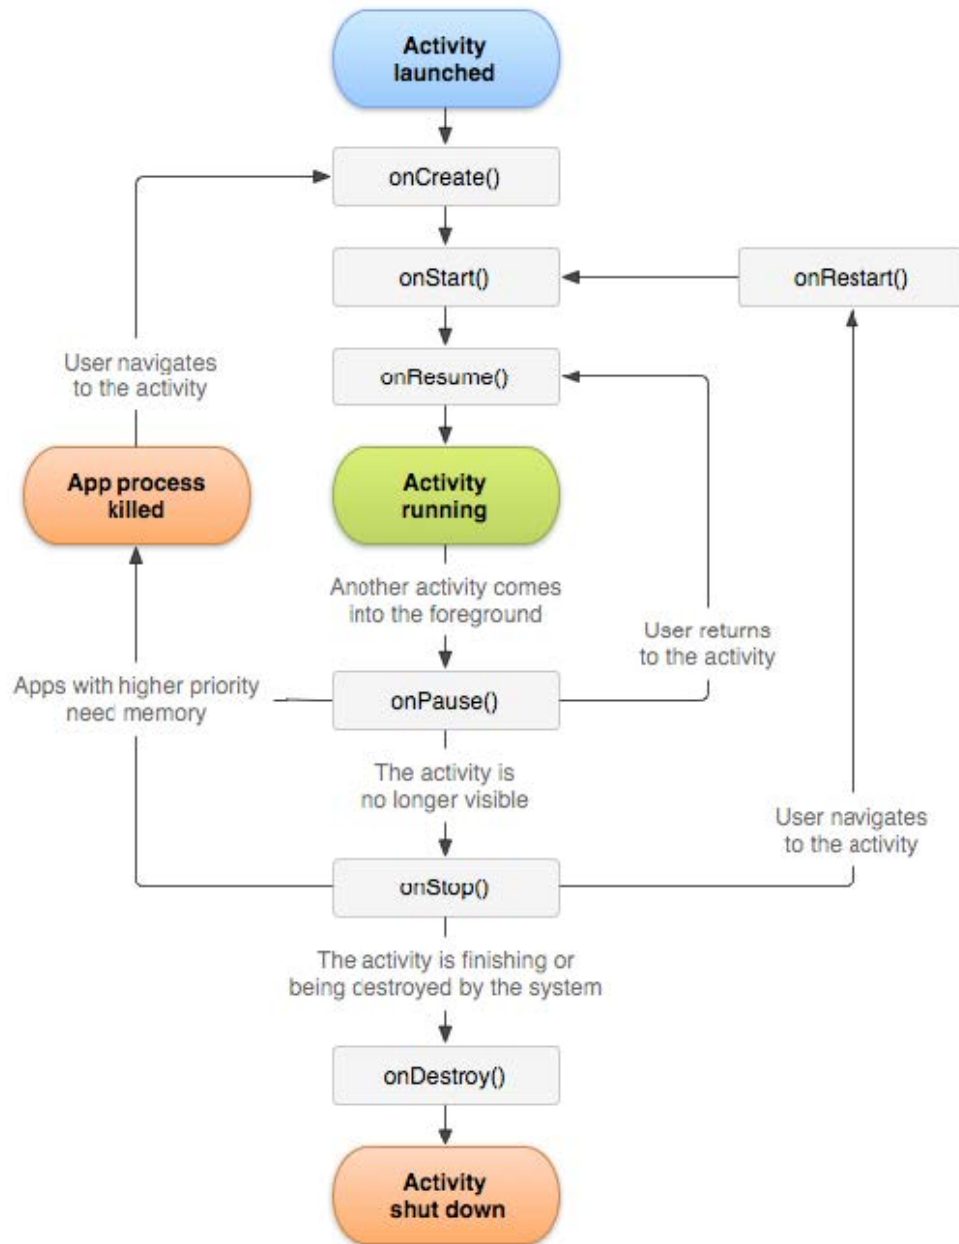 Activity
launched
onCreate()
onStart()
onRestart()
User navigates
to the activity
onResume()
App process
killed
Activity
running
Another activity comes
into the foreground
User returns
to the activity
Apps with higher priority
need memory
onPause()
The activity is
no longer visible
User navigates
to the activity
onStop()
The activity is finishing or
being destroyed by the system
onDestroy()
Activity
shut down